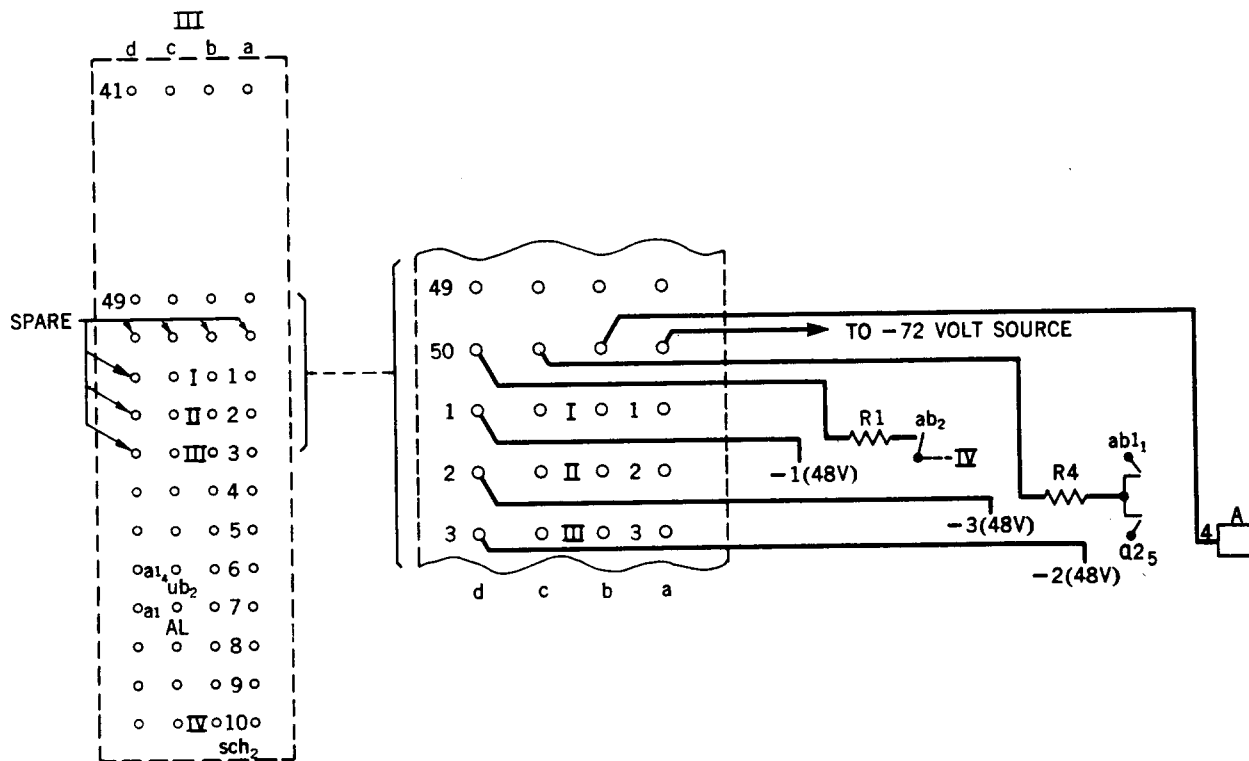 III
d c b a
41
49
SPARE
I 1
II 2
III 3
4
5
a1₄ 6
ub₂
a1 7
AL
8
9
IV 10
sch₂
49
50
TO -72 VOLT SOURCE
1 I 1
R1 ab₂
IV
-1(48V)
2 II 2
R4 ab1₁
-3(48V)
3 III 3
a2₅
4 A
-2(48V)
d c b a